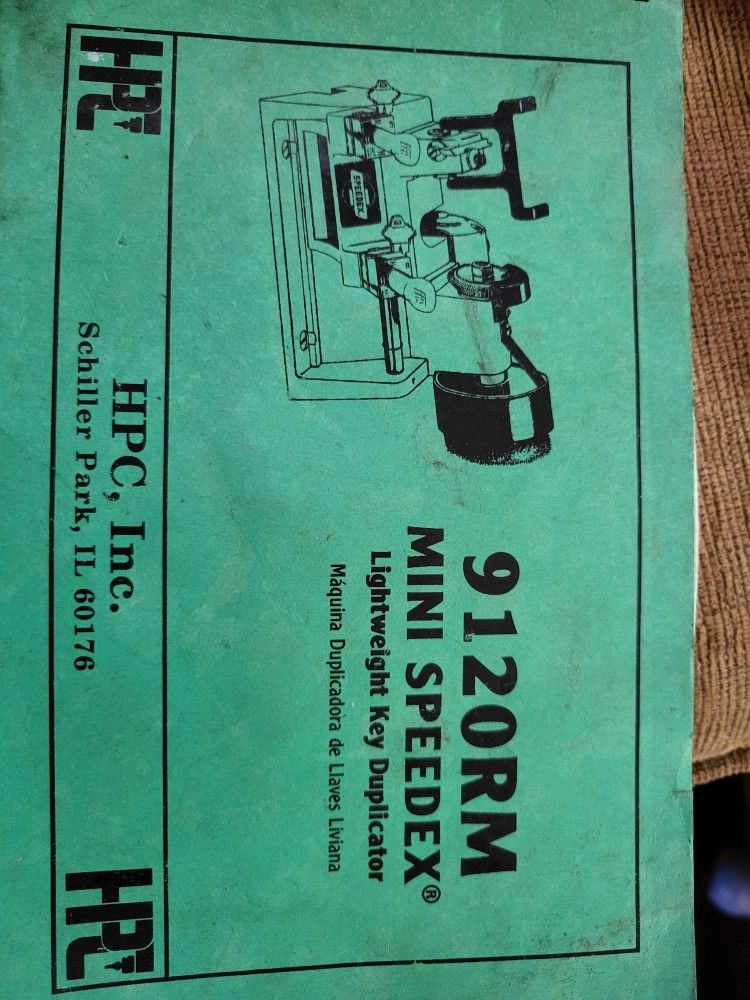 9120RM
MINI SPEEDEX®
Lightweight Key Duplicator
Máquina Duplicadora de Llaves Liviana
SPEEDEX
HPC
HPC, Inc.
Schiller Park, IL 60176
HPC